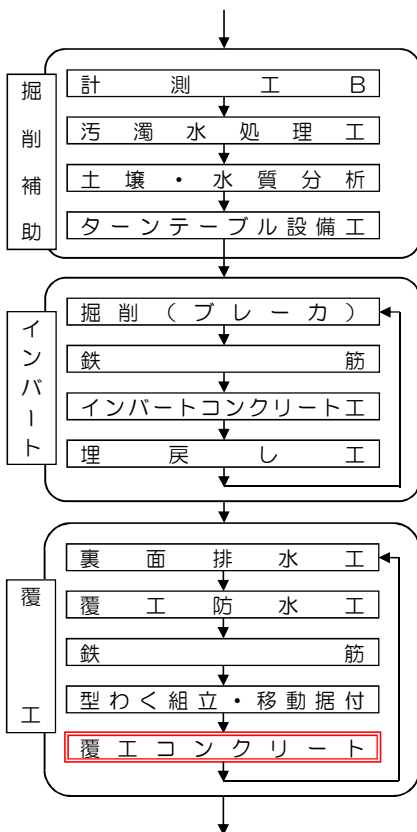 掘削補助
計測工B
汚濁水処理工
土壌・水質分析
ターンテーブル設備工
インバート
掘削(ブレーカ)
鉄筋
インバートコンクリート工
埋戻し工
覆工
裏面排水工
覆工防水工
鉄筋
型わく組立・移動据付
覆工コンクリート